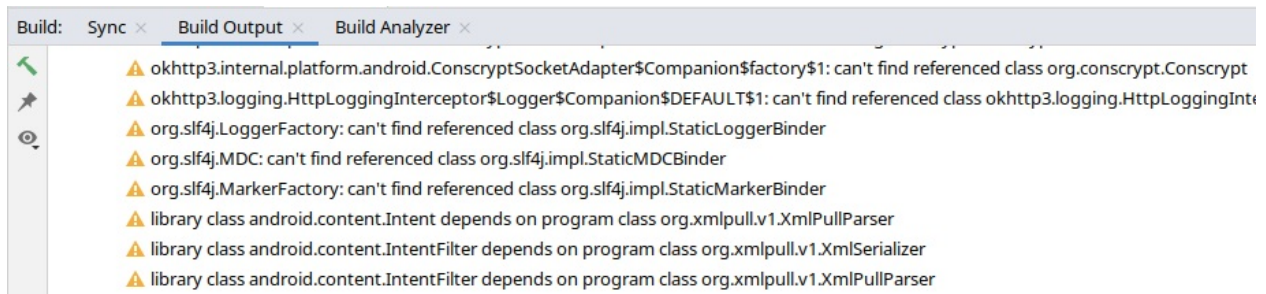 Build: Sync × Build Output × Build Analyzer ×
okhttp3.internal.platform.android.ConscryptSocketAdapter$Companion$factory$1: can't find referenced class org.conscrypt.Conscrypt
okhttp3.logging.HttpLoggingInterceptor$Logger$Companion$DEFAULT$1: can't find referenced class okhttp3.logging.HttpLoggingInte
org.slf4j.LoggerFactory: can't find referenced class org.slf4j.impl.StaticLoggerBinder
org.slf4j.MDC: can't find referenced class org.slf4j.impl.StaticMDCBinder
org.slf4j.MarkerFactory: can't find referenced class org.slf4j.impl.StaticMarkerBinder
library class android.content.Intent depends on program class org.xmlpull.v1.XmlPullParser
library class android.content.IntentFilter depends on program class org.xmlpull.v1.XmlSerializer
library class android.content.IntentFilter depends on program class org.xmlpull.v1.XmlPullParser